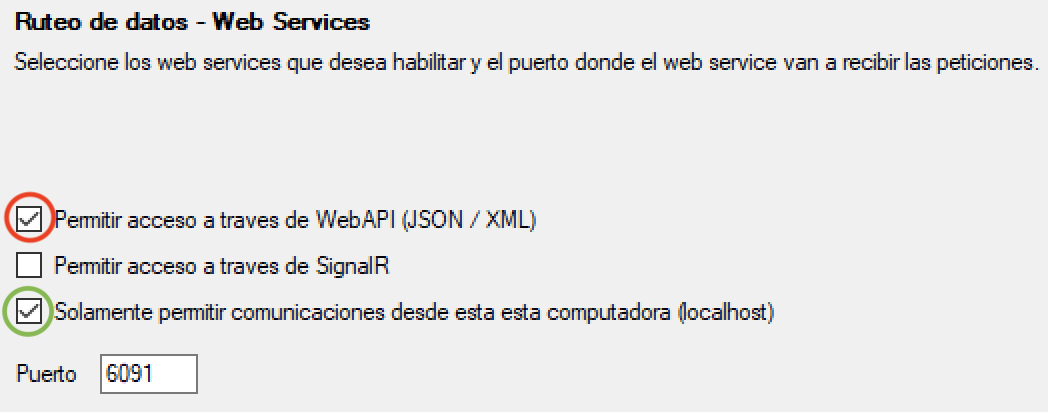 Ruteo de datos - Web Services
Seleccione los web services que desea habilitar y el puerto donde el web service van a recibir las peticiones.
Permitir acceso a traves de WebAPI (JSON / XML)
Permitir acceso a traves de SignalR
Solamente permitir comunicaciones desde esta esta computadora (localhost)
Puerto 6091